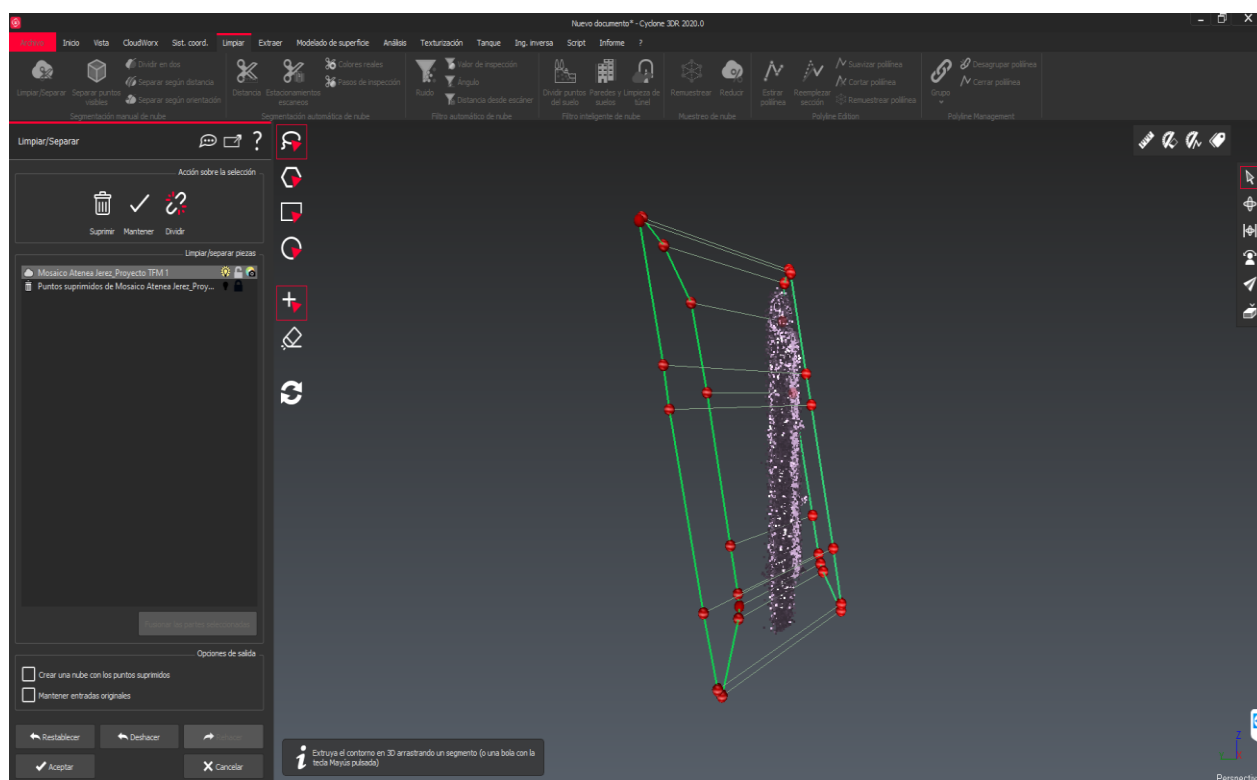 Nuevo documento* - Cyclone 3DR 2020.0
Archivo Inicio Vista CloudWorx Sist. coord. Limpiar Extraer Modelado de superficie Análisis Texturización Tanque Ing. inversa Script Informe ?
Limpiar/Separar
Separar puntos
visibles
Dividir en dos
Separar según distancia
Separar según orientación
Segmentación manual de nube
Distancia
Estacionamientos
escaneos
Colores reales
Pasos de inspección
Segmentación automática de nube
Ruido
Valor de inspección
Ángulo
Distancia desde escáner
Filtro automático de nube
Dividir puntos
del suelo
Paredes y
suelos
Limpieza de
túnel
Filtro inteligente de nube
Remuestrear
Reducir
Muestreo de nube
Estirar
polilínea
Reemplazar
sección
Suavizar polilínea
Cortar polilínea
Remuestrear polilínea
Polyline Edition
Grupo
Desagrupar polilínea
Cerrar polilínea
Polyline Management
Limpiar/Separar
?
Acción sobre la selección
Suprimir Mantener Dividir
Limpiar/separar piezas
Mosaico Atenea Jerez_Proyecto TFM 1
Puntos suprimidos de Mosaico Atenea Jerez_Proy...
Opciones de salida
Crear una nube con los puntos suprimidos
Mantener entradas originales
Restablecer Deshacer
Aceptar Cancelar
Extruya el contorno en 3D arrastrando un segmento (o una bola con la
tecla Mayús pulsada)
Z
Perspectiv